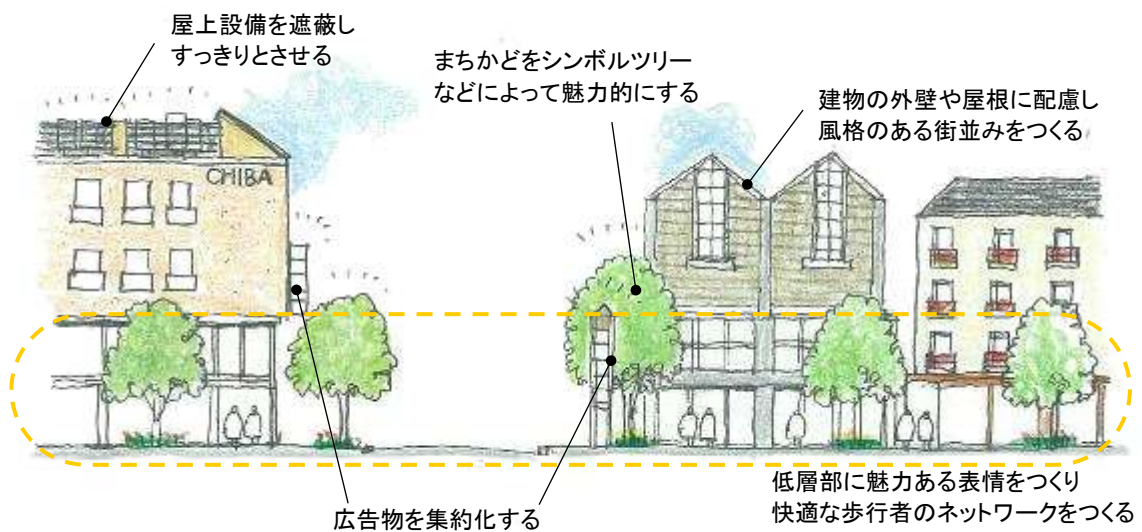 屋上設備を遮蔽し
すっきりとさせる
まちかどをシンボルツリー
などによって魅力的にする
建物の外壁や屋根に配慮し
風格のある街並みをつくる
CHIBA
広告物を集約化する
低層部に魅力ある表情をつくり
快適な歩行者のネットワークをつくる